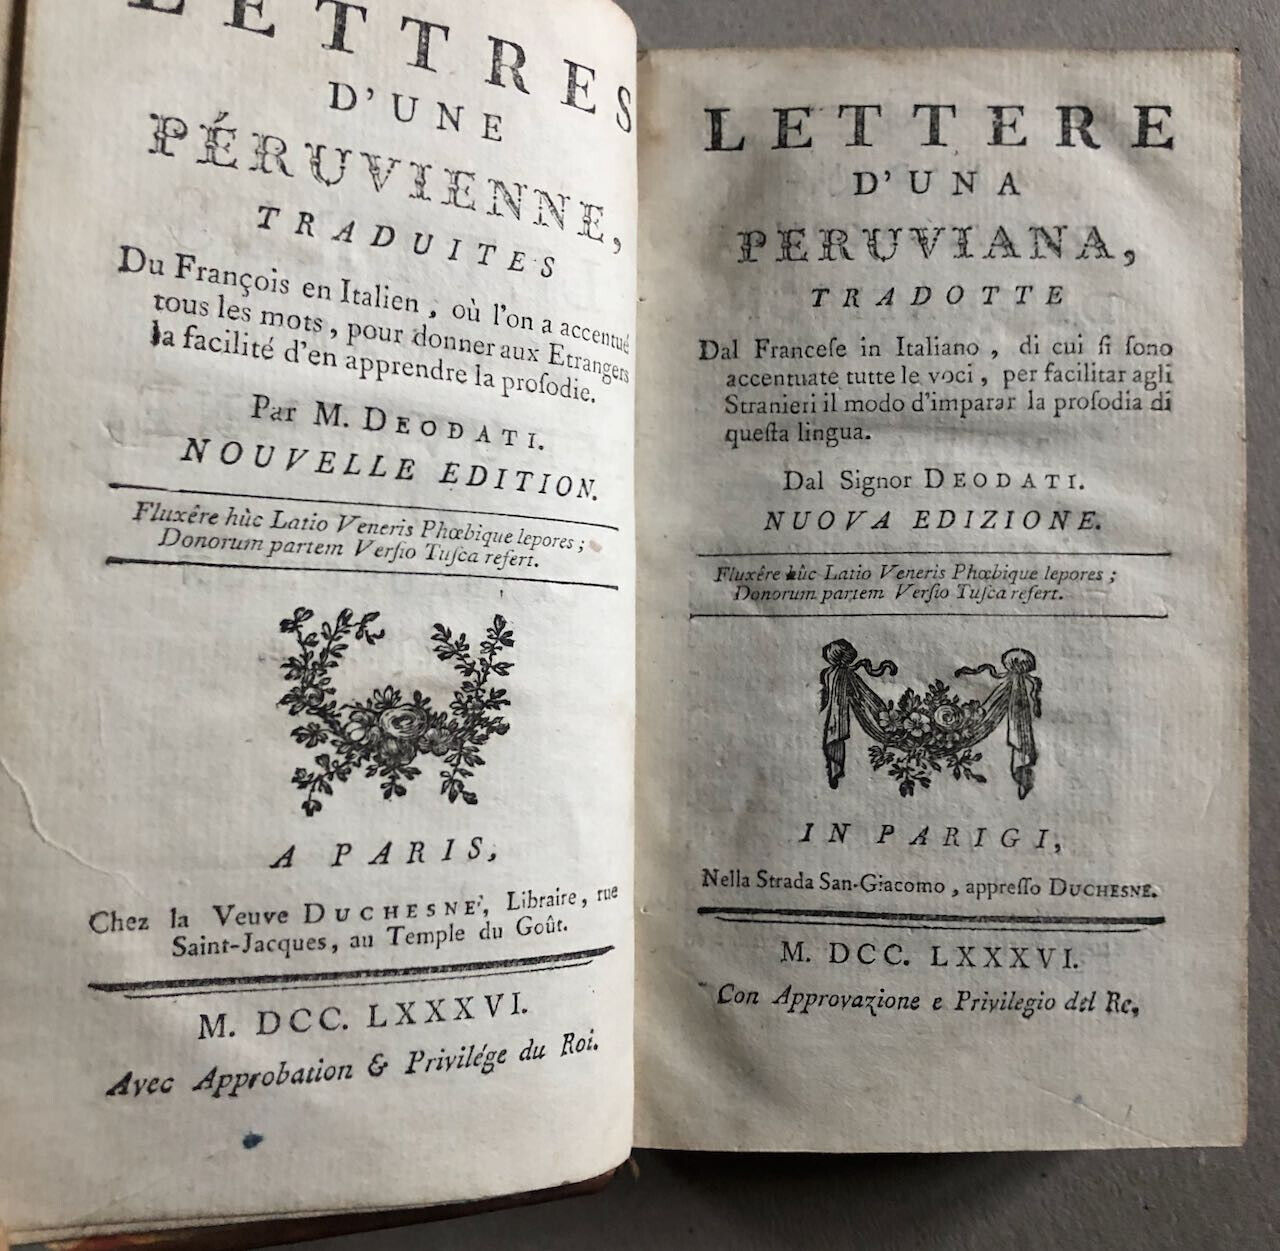 LETTRES
D'UNE
PÉRUVIENNE,
TRADUITES
Du François en Italien, où l'on a accentué
tous les mots, pour donner aux Etrangers
la facilité d'en apprendre la proſodie.
Par M. DEODATI.
NOUVELLE EDITION.
Fluxêre hùc Latio Veneris Phœbique lepores;
Donorum partem Verſio Tuſca refert.
A PARIS,
Chez la Veuve DUCHESNE, Libraire, rue
Saint-Jacques, au Temple du Goût.
M. DCC. LXXXVI.
Avec Approbation & Privilége du Roi.
LETTERE
D'UNA
PERUVIANA,
TRADOTTE
Dal Franceſe in Italiano, di cui ſi ſono
accentuate tutte le voci, per facilitar agli
Stranieri il modo d'imparar la proſodia di
queſta lingua.
Dal Signor DEODATI.
NUOVA EDIZIONE.
Fluxêre hûc Latio Veneris Phœbique lepores;
Donorum partem Verſio Tuſca refert.
IN PARIGI,
Nella Strada San-Giacomo, appreſſo DUCHESNE.
M. DCC. LXXXVI.
Con Approvazione e Privilegio del Re.